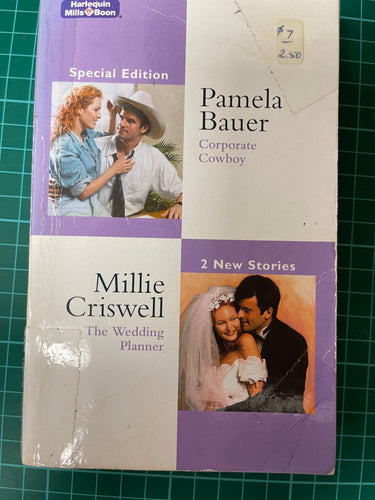 Harlequin
Mills & Boon
$7
2.50
Special Edition
Pamela
Bauer
Corporate
Cowboy
2 New Stories
Millie
Criswell
The Wedding
Planner